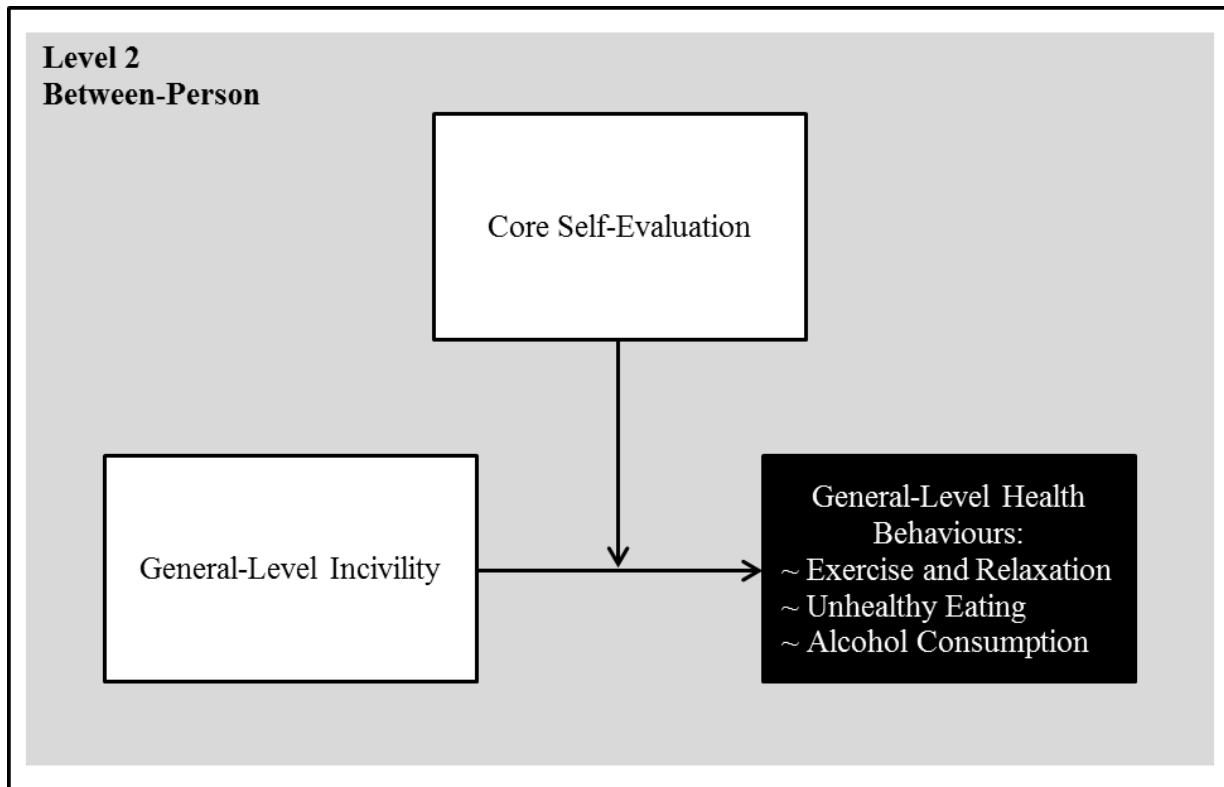 Level 2
Between-Person
Core Self-Evaluation
General-Level Incivility
General-Level Health
Behaviours:
~ Exercise and Relaxation
~ Unhealthy Eating
~ Alcohol Consumption